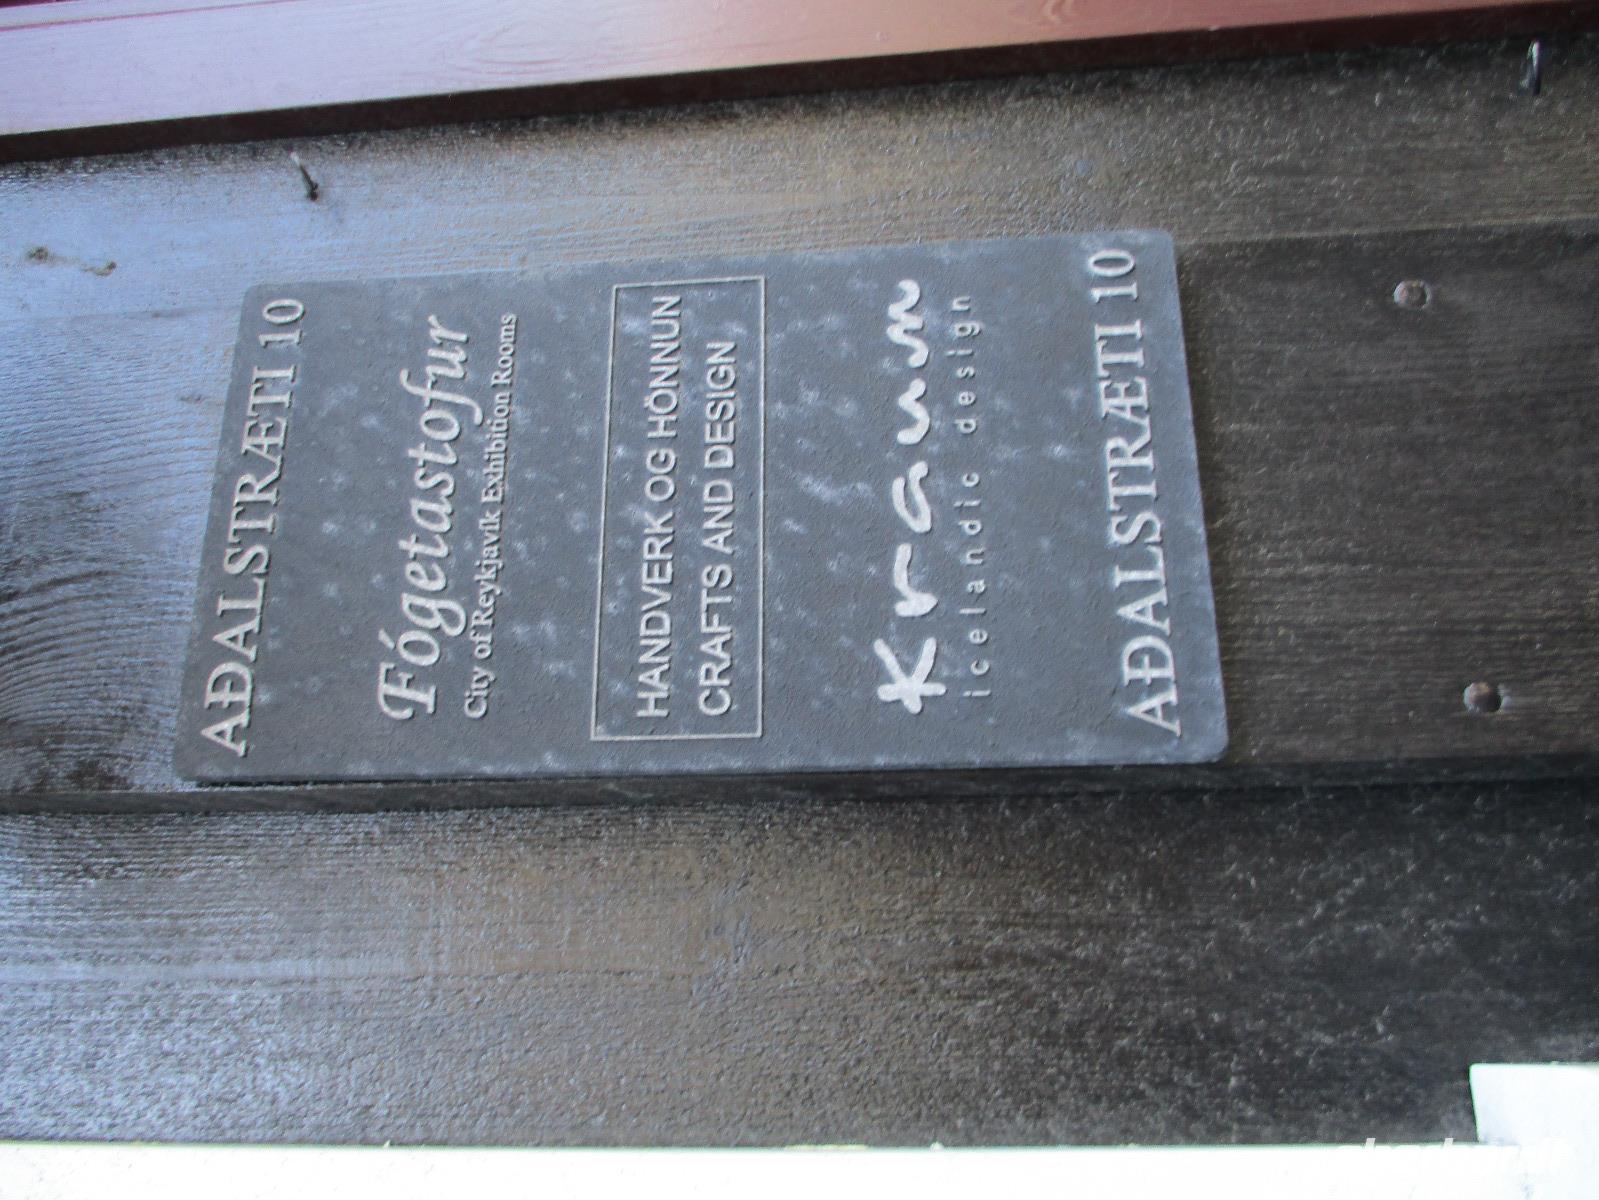 AÐALSTRÆTI 10
Fógetastofur
City of Reykjavík Exhibition Rooms
HANDVERK OG HÖNNUN
CRAFTS AND DESIGN
Kraum
icelandic design
AÐALSTRÆTI 10